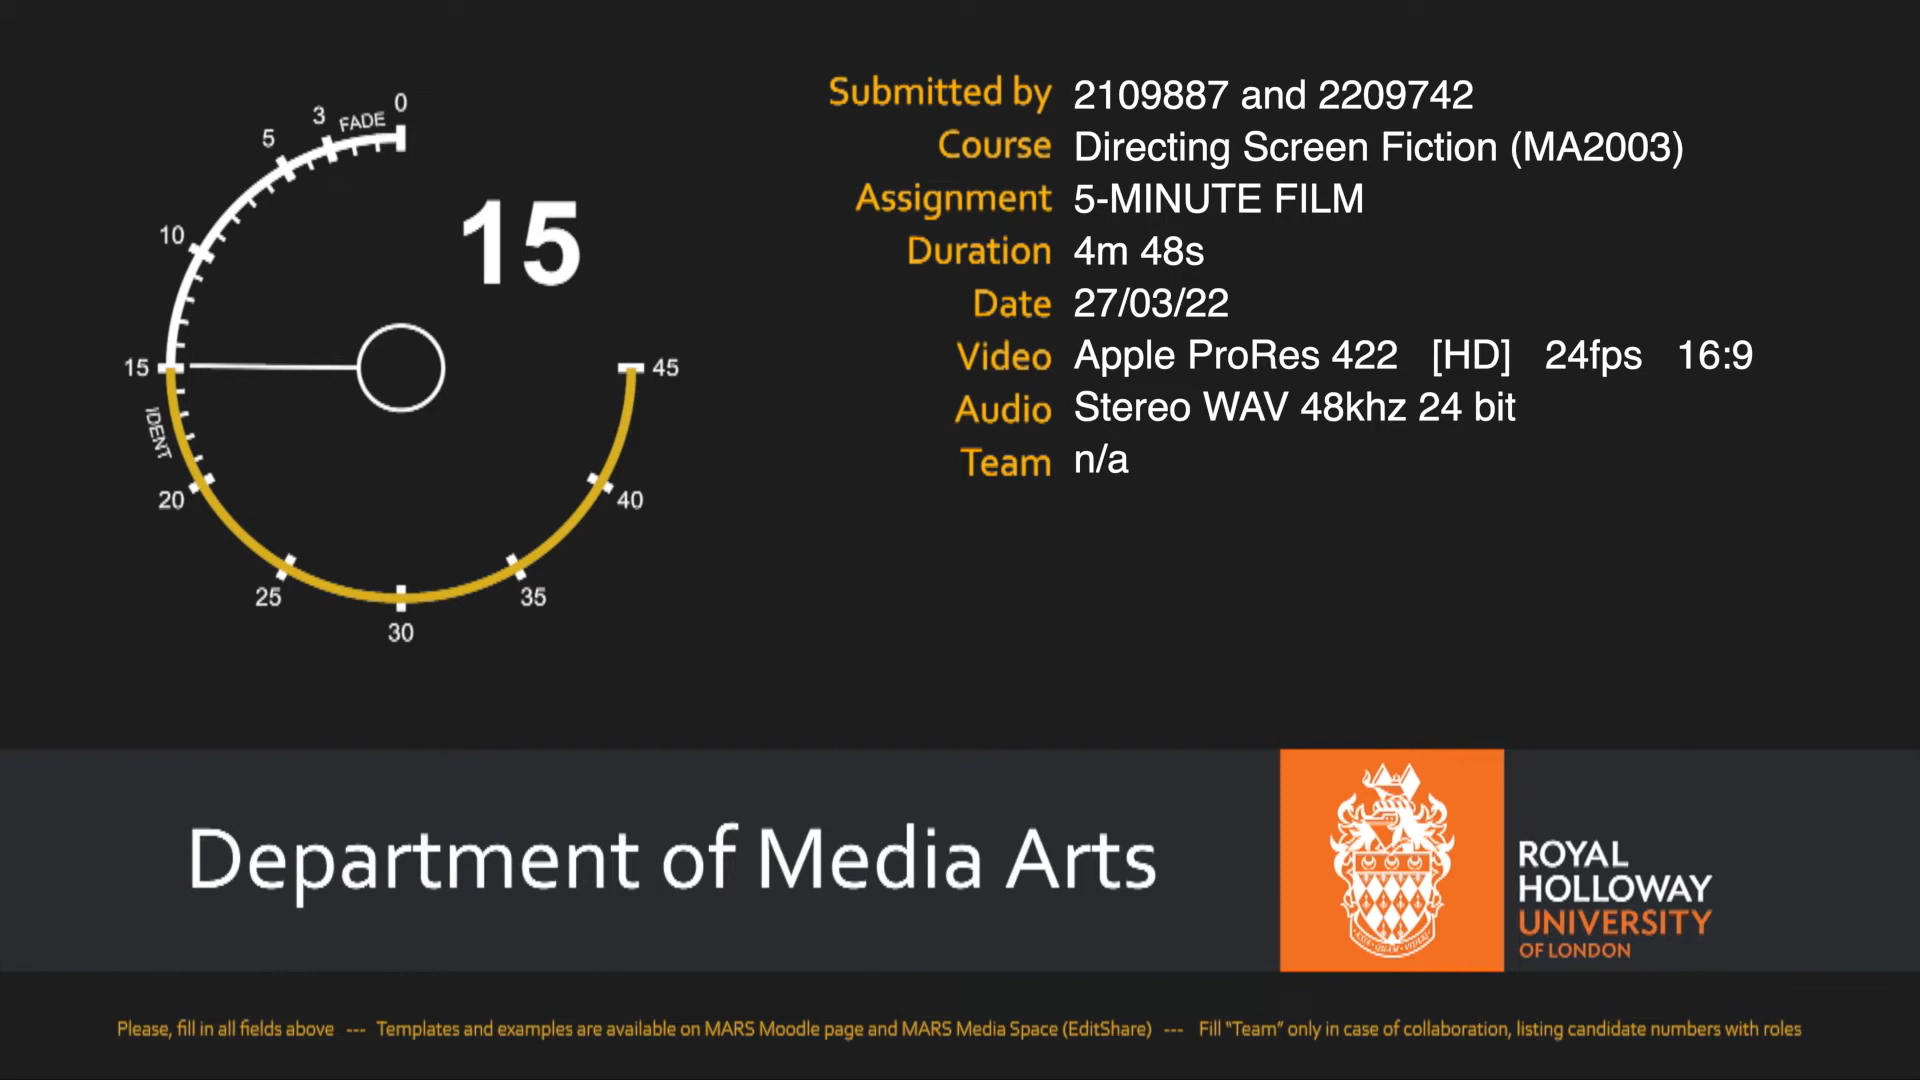 Submitted by 2109887 and 2209742
Course Directing Screen Fiction (MA2003)
Assignment 5-MINUTE FILM
Duration 4m 48s
Date 27/03/22
Video Apple ProRes 422 [HD] 24fps 16:9
Audio Stereo WAV 48khz 24 bit
Team n/a
0
FADE
3
5
10
15
15
IDENT
20
25
30
35
40
45
Department of Media Arts
ROYAL
HOLLOWAY
UNIVERSITY
OF LONDON
Please, fill in all fields above --- Templates and examples are available on MARS Moodle page and MARS Media Space (EditShare) --- Fill “Team” only in case of collaboration, listing candidate numbers with roles